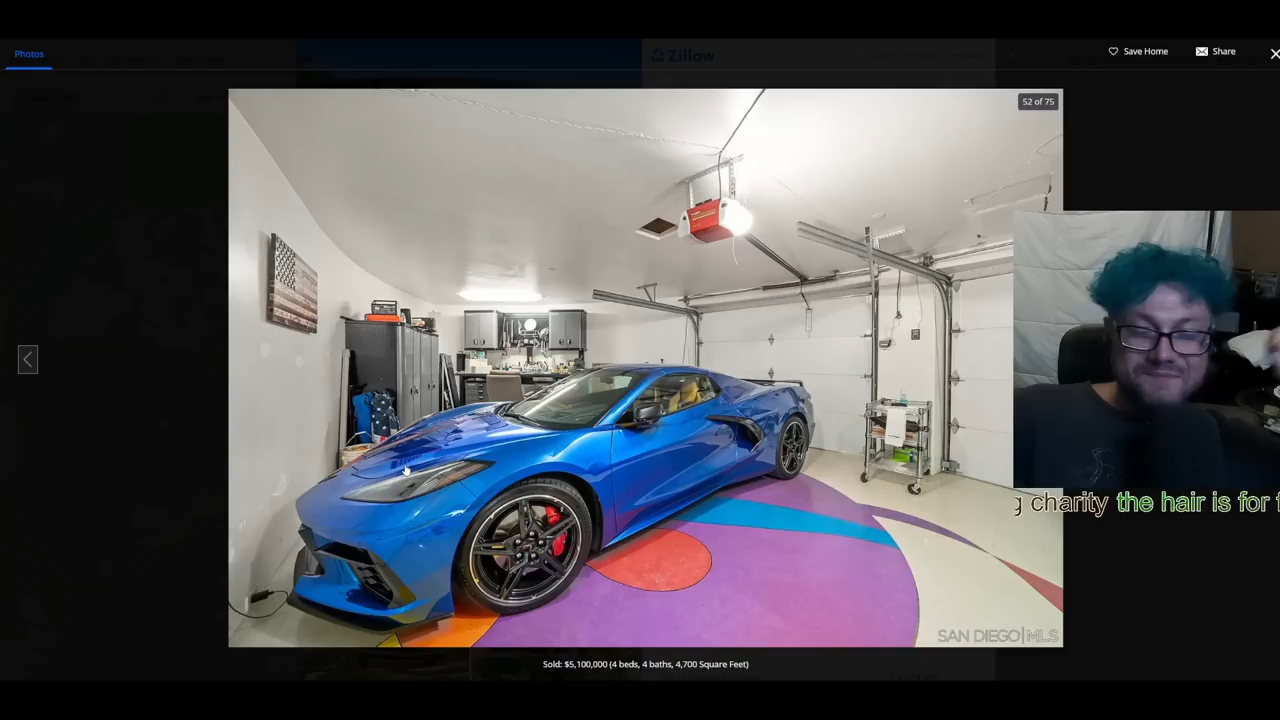 Photos
Zillow
Save Home
Share
52 of 75
charity the hair is for
SAN DIEGO|MLS
Sold: $5,100,000 (4 beds, 4 baths, 4,700 Square Feet)